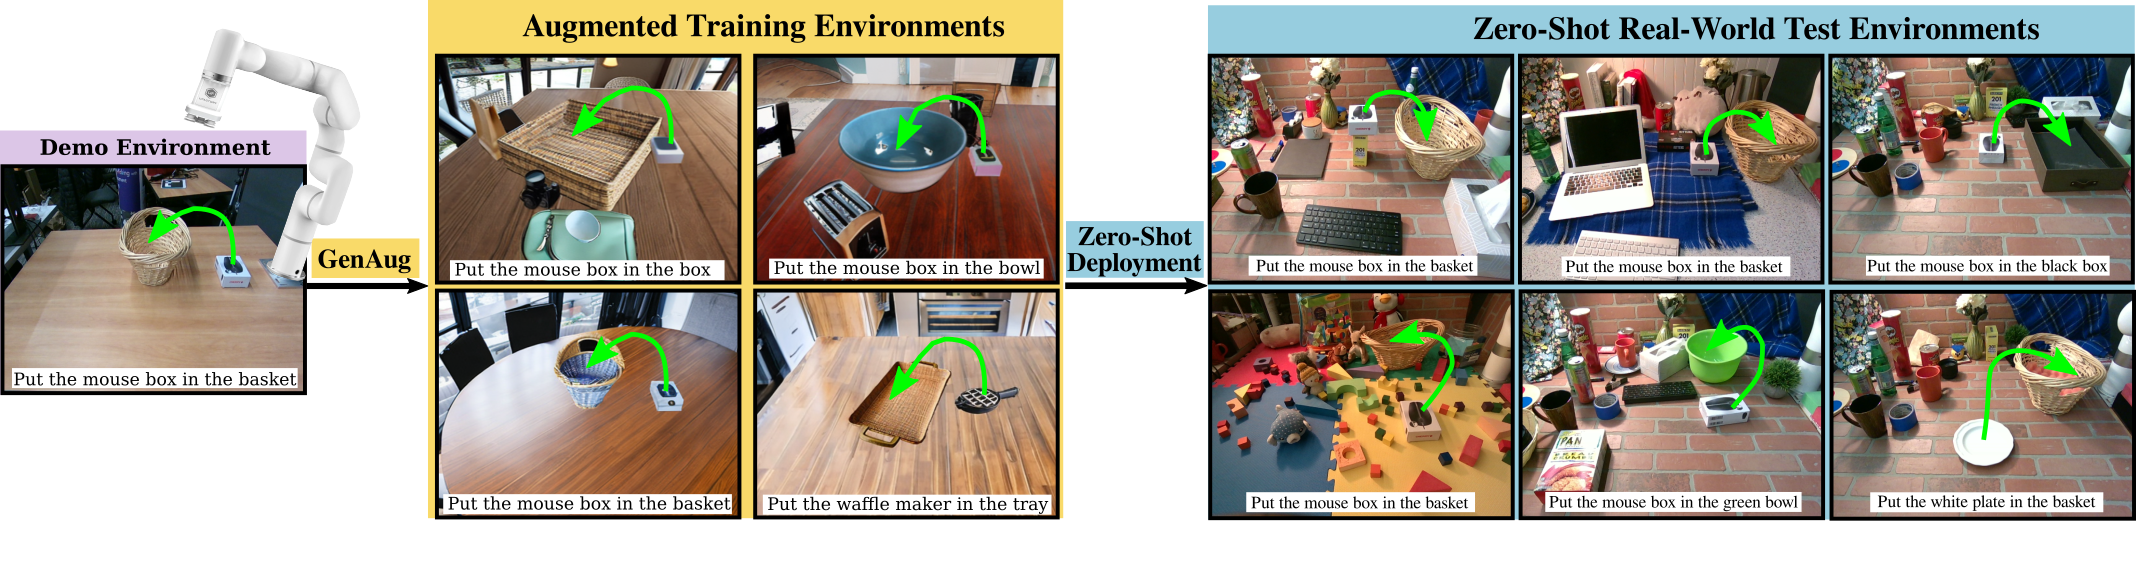 Demo Environment
Put the mouse box in the basket
GenAug
Augmented Training Environments
Put the mouse box in the box
Put the mouse box in the bowl
Put the mouse box in the basket
Put the waffle maker in the tray
Zero-Shot
Deployment
Zero-Shot Real-World Test Environments
Put the mouse box in the basket
Put the mouse box in the basket
Put the mouse box in the black box
201
Put the mouse box in the basket
Put the mouse box in the green bowl
PAN
201
Put the white plate in the basket
201